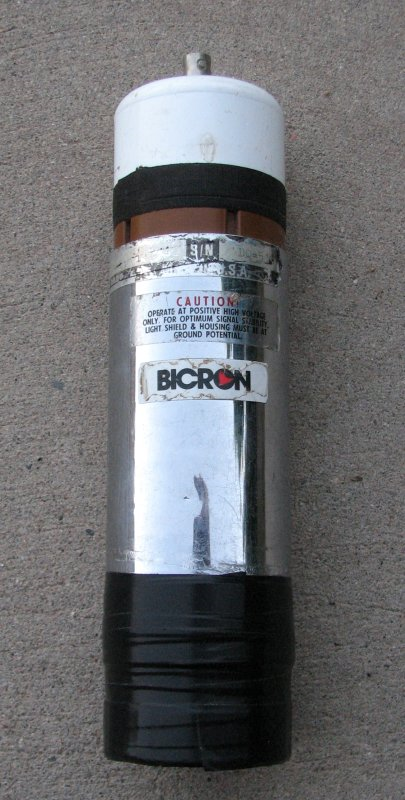 S/N
U.S.A.
CAUTION!
OPERATE AT POSITIVE HIGH VOLTAGE
ONLY. FOR OPTIMUM SIGNAL STABILITY
LIGHT SHIELD & HOUSING MUST BE AT
GROUND POTENTIAL.
BICRON